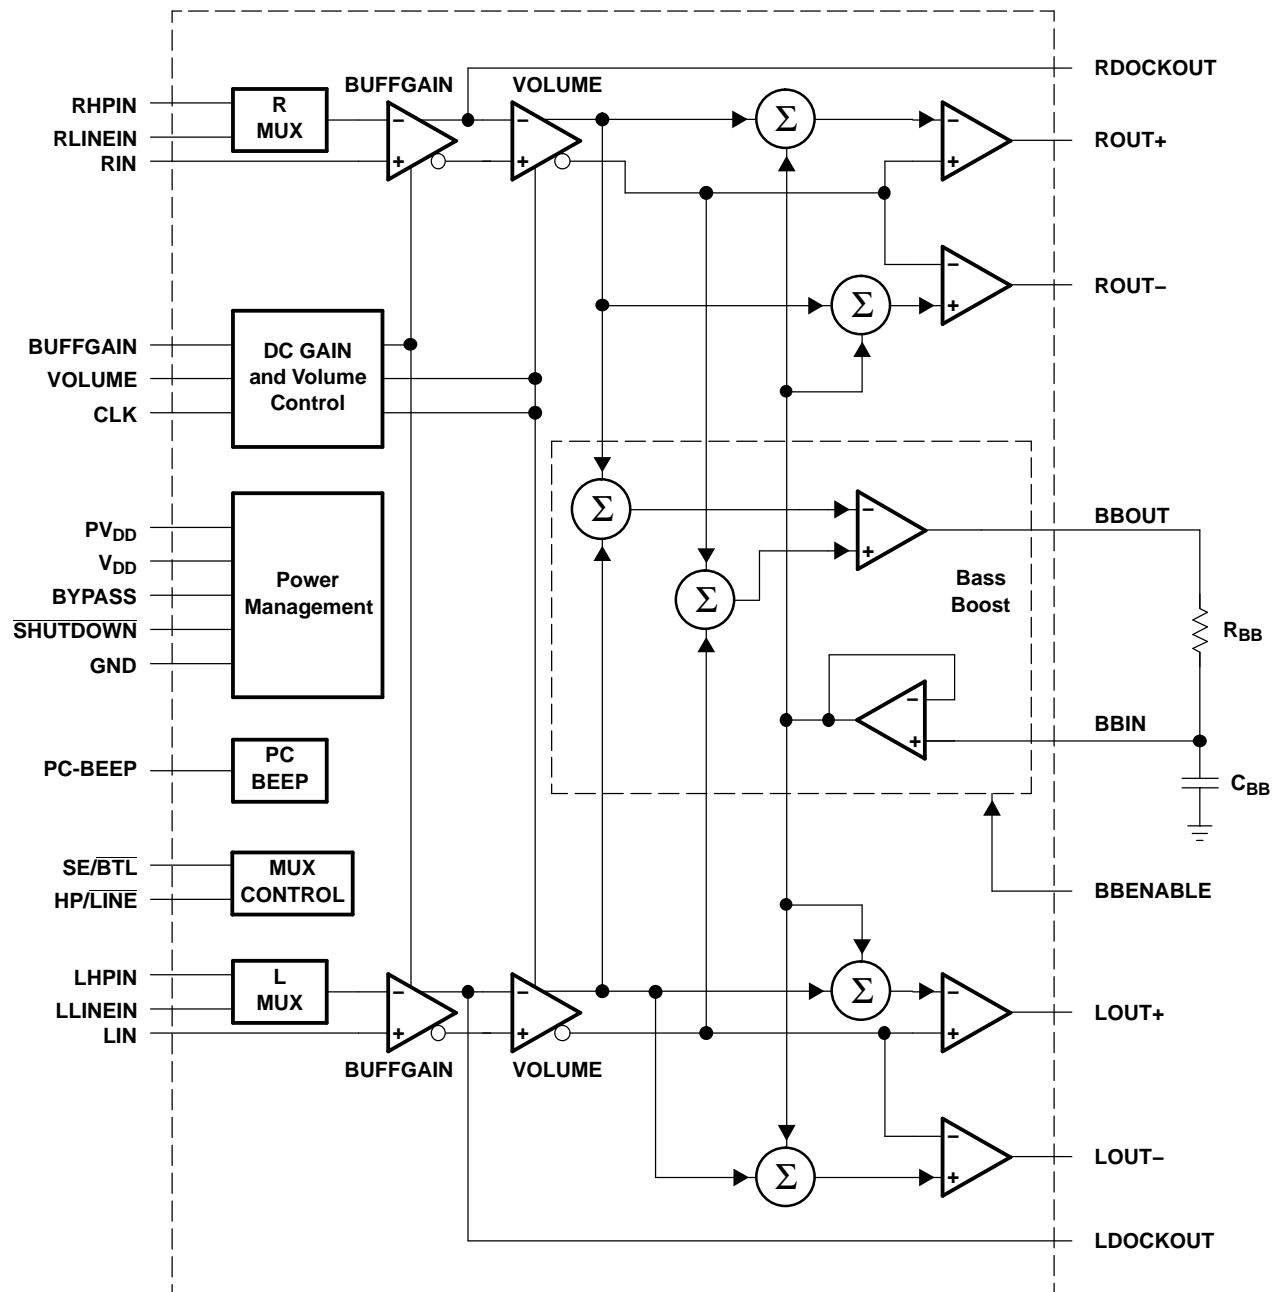 BUFFGAIN
VOLUME
RDOCKOUT
RHPIN
RLINEIN
RIN
R
MUX
−
+
−
+
Σ
−
+
ROUT+
−
+
ROUT−
Σ
BUFFGAIN
VOLUME
CLK
DC GAIN
and Volume
Control
PVDD
VDD
BYPASS
SHUTDOWN
GND
Power
Management
Σ
Σ
−
+
Bass
Boost
BBOUT
RBB
−
+
BBIN
CBB
PC-BEEP
PC
BEEP
SE/BTL
HP/LINE
MUX
CONTROL
BBENABLE
LHPIN
LLINEIN
LIN
L
MUX
−
+
−
+
BUFFGAIN
VOLUME
Σ
−
+
LOUT+
Σ
−
+
LOUT−
LDOCKOUT